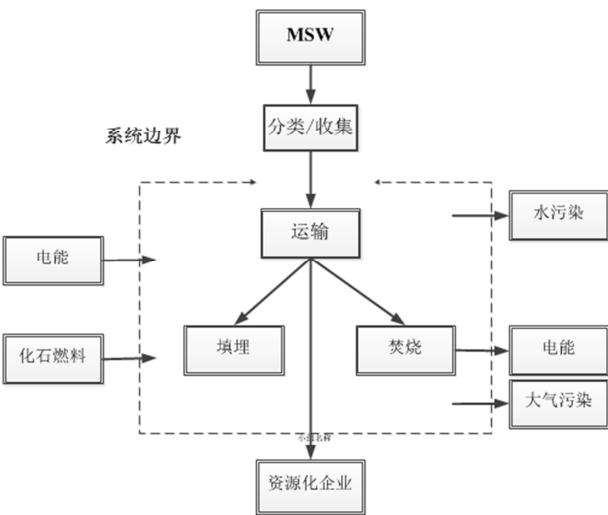 MSW
分类/收集
系统边界
运输
水污染
电能
化石燃料
填埋
焚烧
电能
大气污染
资源化企业